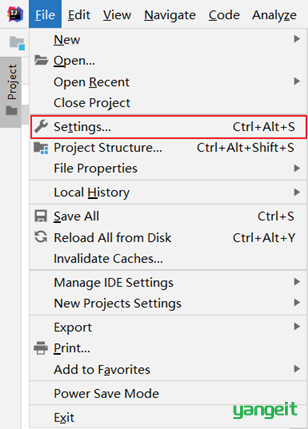 File Edit View Navigate Code Analyze
Project
New
Open...
Open Recent
Close Project
Settings... Ctrl+Alt+S
Project Structure... Ctrl+Alt+Shift+S
File Properties
Local History
Save All Ctrl+S
Reload All from Disk Ctrl+Alt+Y
Invalidate Caches...
Manage IDE Settings
New Projects Settings
Export
Print...
Add to Favorites
Power Save Mode
yangeit
Exit